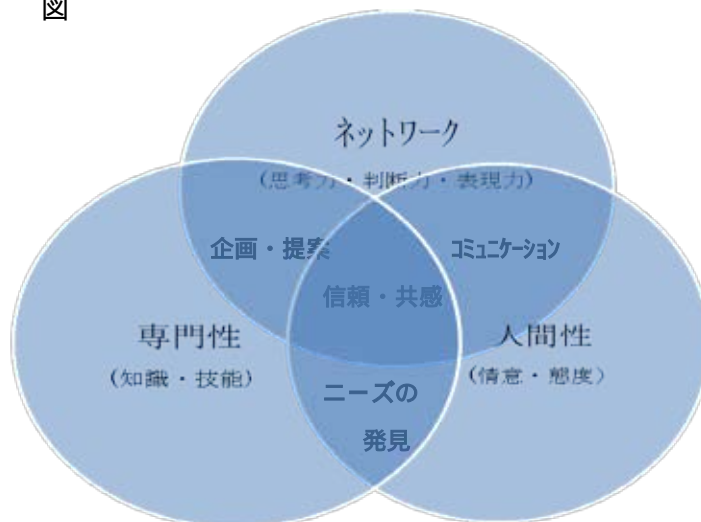 図
ネットワーク
(思考力・判断力・表現力)
企画・提案
コミュニケーション
信頼・共感
専門性
(知識・技能)
人間性
(情意・態度)
ニーズの
発見